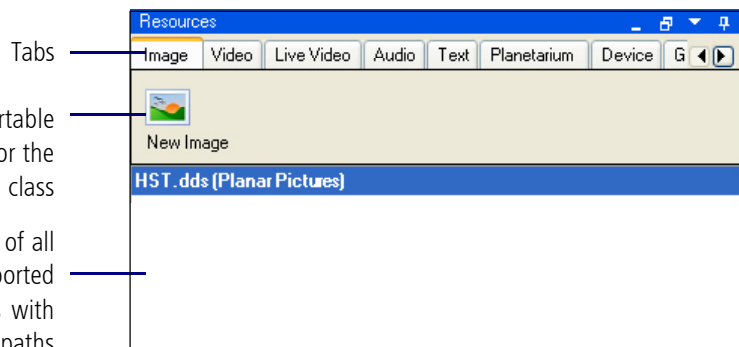 Resources
Tabs
Image Video Live Video Audio Text Planetarium Device G
rtable
or the
class
New Image
HST.dds (Planar Pictures)
of all
ported
with
paths